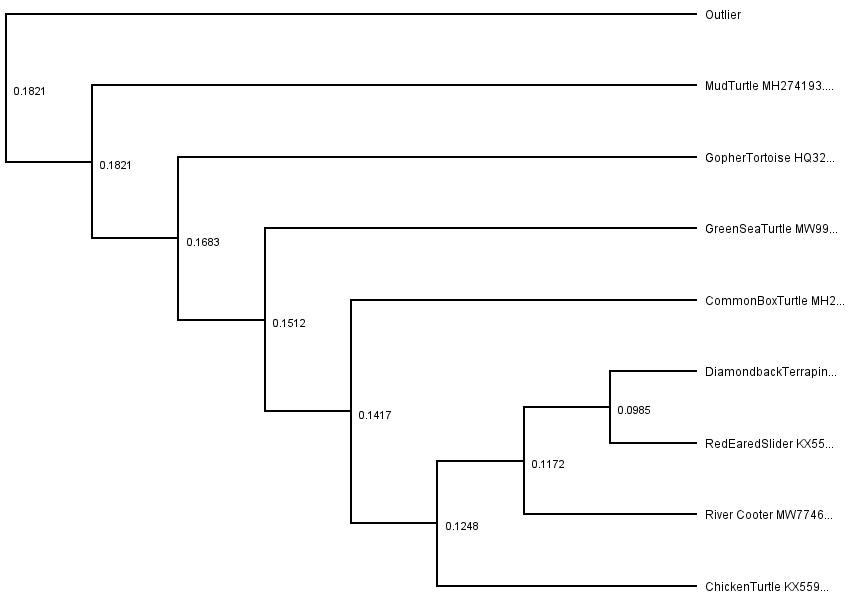 Outlier
MudTurtle MH274193....
0.1821
0.1821
GopherTortoise HQ32...
0.1683
GreenSeaTurtle MW99...
0.1512
CommonBoxTurtle MH2...
0.1417
DiamondbackTerrapin...
0.0985
RedEaredSlider KX55...
0.1172
River Cooter MW7746...
0.1248
ChickenTurtle KX559...